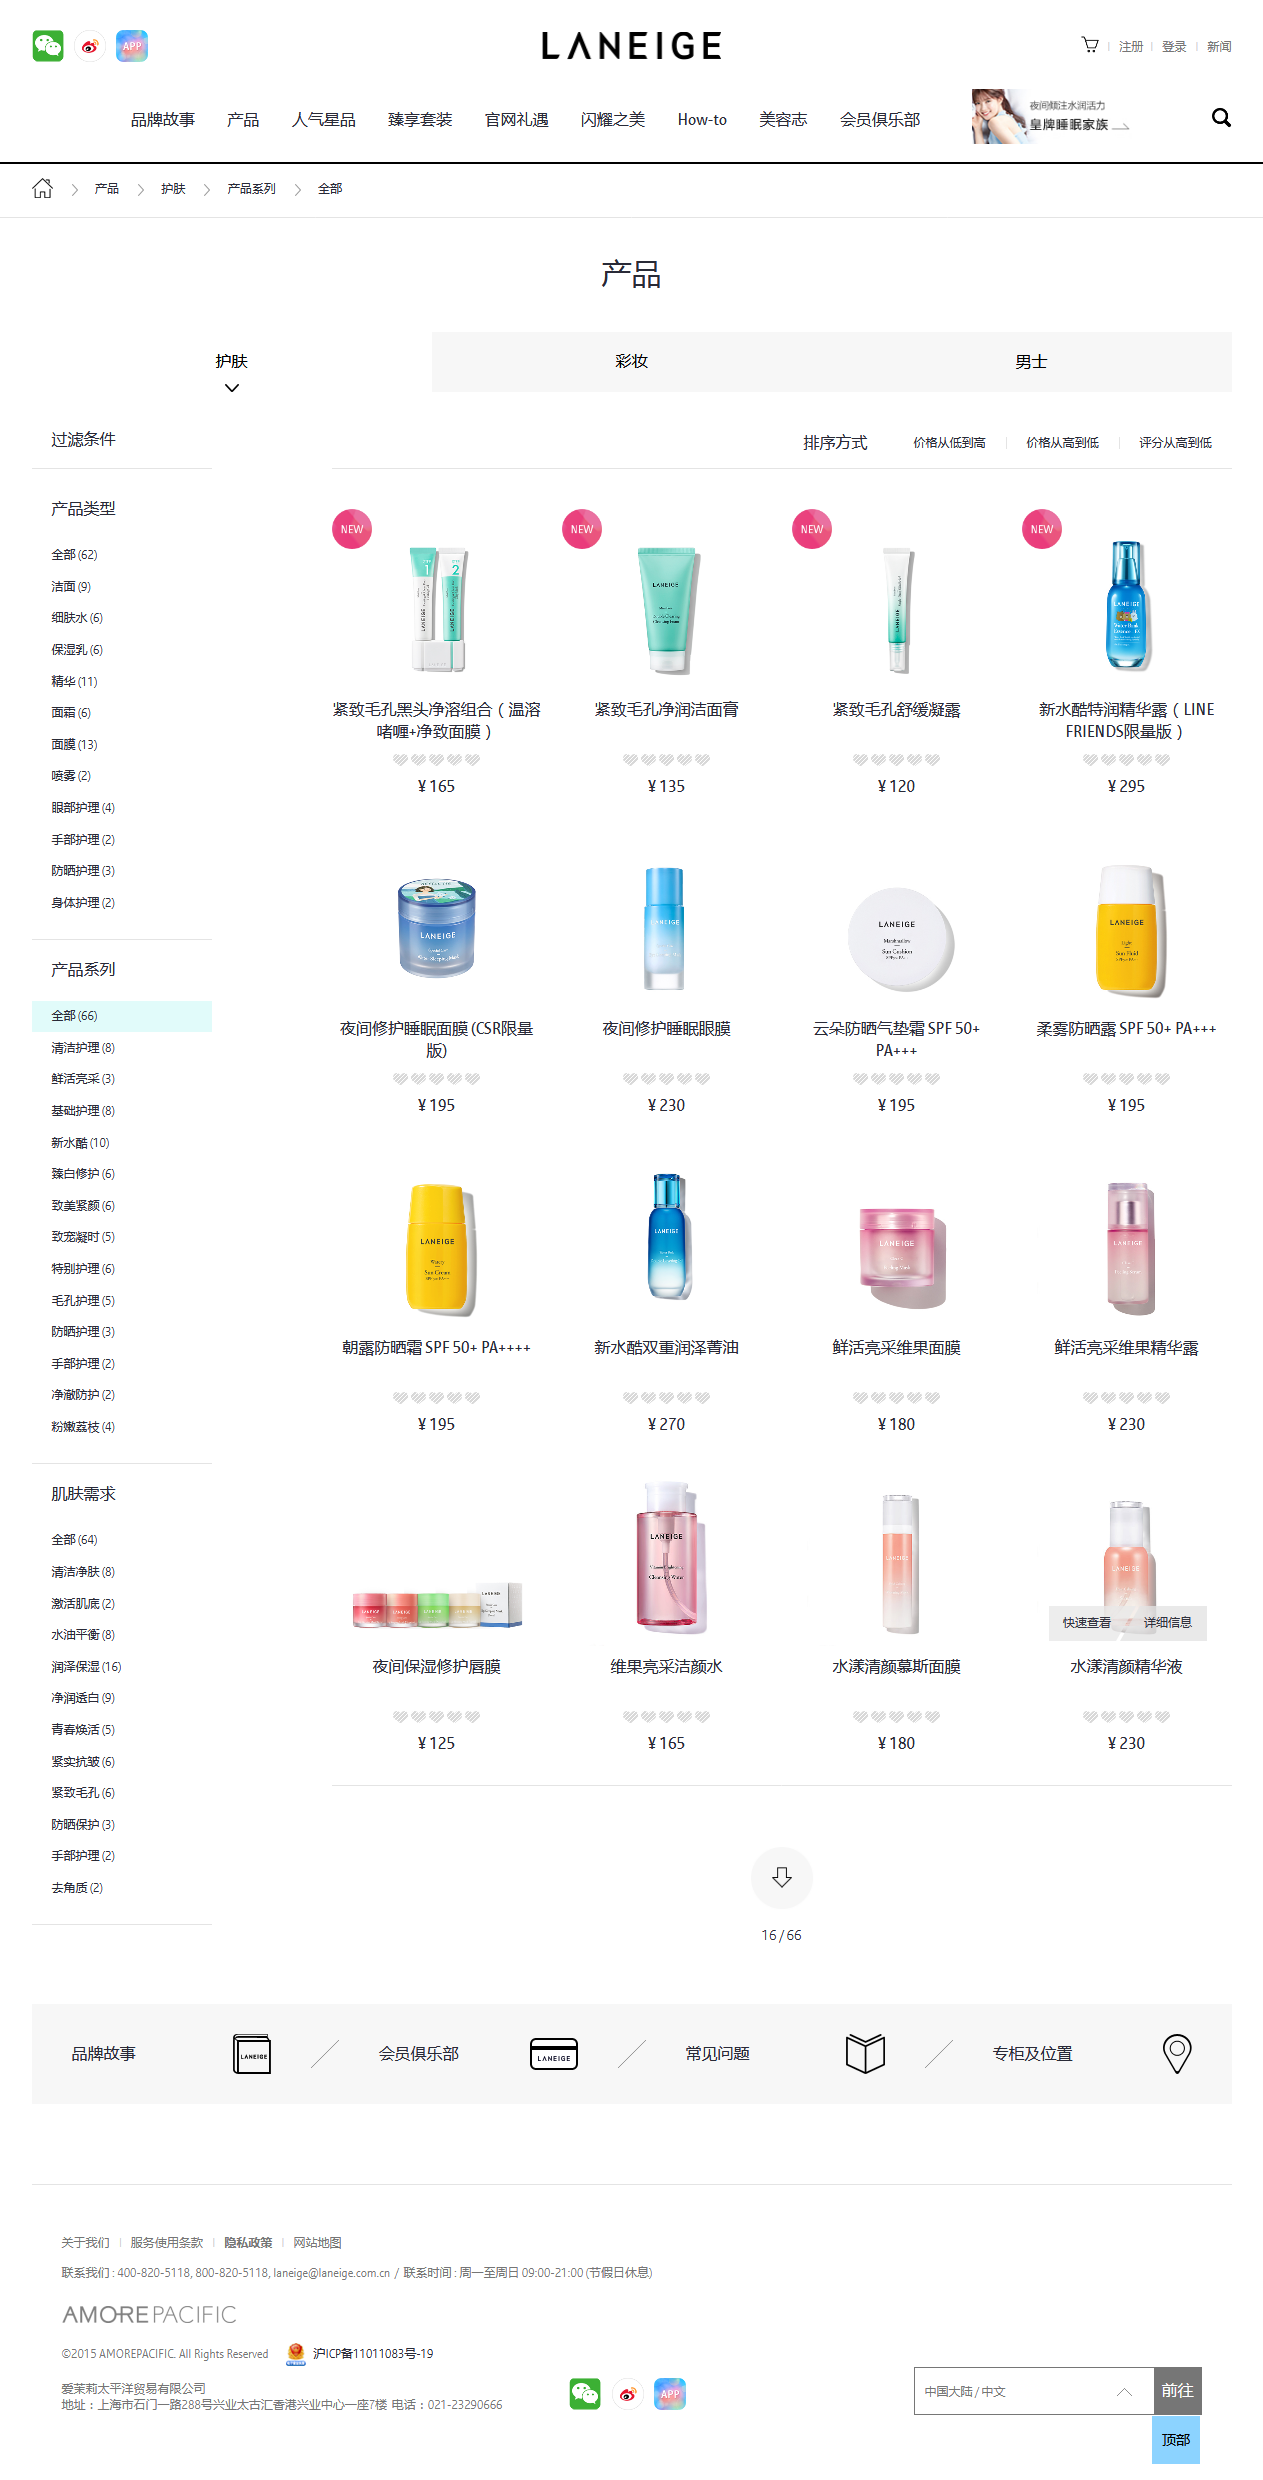 APP
LANEIGE
注册
登录
新闻
品牌故事
产品
人气星品
臻享套装
官网礼遇
闪耀之美
How-to
美容志
会员俱乐部
夜间倾注水润活力
皇牌睡眠家族
产品
护肤
产品系列
全部
产品
护肤
彩妆
男士
过滤条件
排序方式
价格从低到高
价格从高到低
评分从高到低
产品类型
全部 (62)
洁面 (9)
细肤水 (6)
保湿乳 (6)
精华 (11)
面霜 (6)
面膜 (13)
喷雾 (2)
眼部护理 (4)
手部护理 (2)
防晒护理 (3)
身体护理 (2)
产品系列
全部 (66)
清洁护理 (8)
鲜活亮采 (3)
基础护理 (8)
新水酷 (10)
臻白修护 (6)
致美紧颜 (6)
致宠凝时 (5)
特别护理 (6)
毛孔护理 (5)
防晒护理 (3)
手部护理 (2)
净澈防护 (2)
粉嫩荔枝 (4)
肌肤需求
全部 (64)
清洁净肤 (8)
激活肌底 (2)
水油平衡 (8)
润泽保湿 (16)
净润透白 (9)
青春焕活 (5)
紧实抗皱 (6)
紧致毛孔 (6)
防晒保护 (3)
手部护理 (2)
去角质 (2)
NEW
NEW
NEW
NEW
紧致毛孔黑头净溶组合（温溶
啫喱+净致面膜）
¥ 165
紧致毛孔净润洁面膏
¥ 135
紧致毛孔舒缓凝露
¥ 120
新水酷特润精华露（LINE
FRIENDS限量版）
¥ 295
夜间修护睡眠面膜 (CSR限量
版)
¥ 195
夜间修护睡眠眼膜
¥ 230
云朵防晒气垫霜 SPF 50+
PA+++
¥ 195
柔雾防晒露 SPF 50+ PA+++
¥ 195
朝露防晒霜 SPF 50+ PA++++
¥ 195
新水酷双重润泽菁油
¥ 270
鲜活亮采维果面膜
¥ 180
鲜活亮采维果精华露
¥ 230
夜间保湿修护唇膜
¥ 125
维果亮采洁颜水
¥ 165
水漾清颜慕斯面膜
¥ 180
快速查看
详细信息
水漾清颜精华液
¥ 230
16 / 66
品牌故事
LANEIGE
会员俱乐部
LANEIGE
常见问题
专柜及位置
关于我们
服务使用条款
隐私政策
网站地图
联系我们 : 400-820-5118, 800-820-5118, laneige@laneige.com.cn / 联系时间 : 周一至周日 09:00-21:00 (节假日休息)
AMOREPACIFIC
©2015 AMOREPACIFIC. All Rights Reserved
沪ICP备11011083号-19
爱茉莉太平洋贸易有限公司
地址：上海市石门一路288号兴业太古汇香港兴业中心一座7楼 电话：021-23290666
APP
中国大陆 / 中文
前往
顶部